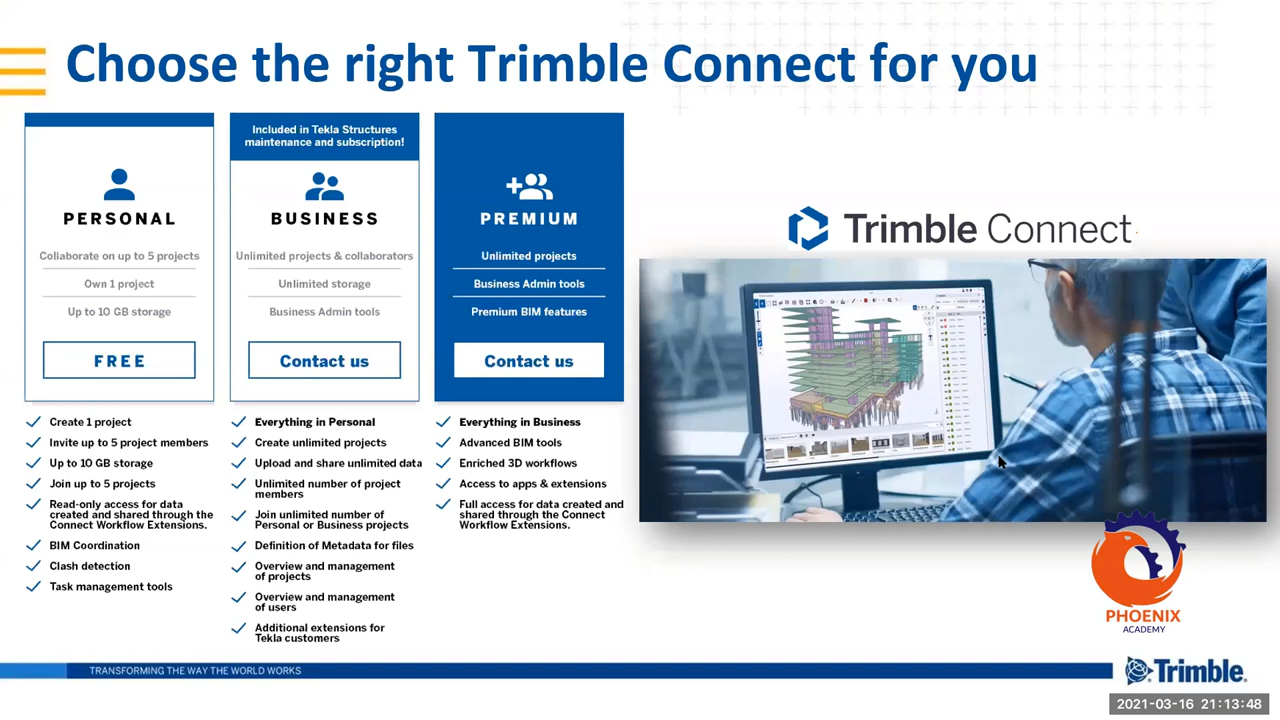 Choose the right Trimble Connect for you
PERSONAL
Collaborate on up to 5 projects
Own 1 project
Up to 10 GB storage
FREE
Create 1 project
Invite up to 5 project members
Up to 10 GB storage
Join up to 5 projects
Read-only access for data
created and shared through the
Connect Workflow Extensions.
BIM Coordination
Clash detection
Task management tools
Included in Tekla Structures
maintenance and subscription!
BUSINESS
Unlimited projects & collaborators
Unlimited storage
Business Admin tools
Contact us
Everything in Personal
Create unlimited projects
Upload and share unlimited data
Unlimited number of project
members
Join unlimited number of
Personal or Business projects
Definition of Metadata for files
Overview and management
of projects
Overview and management
of users
Additional extensions for
Tekla customers
PREMIUM
Unlimited projects
Business Admin tools
Premium BIM features
Contact us
Everything in Business
Advanced BIM tools
Enriched 3D workflows
Access to apps & extensions
Full access for data created and
shared through the Connect
Workflow Extensions.
Trimble Connect
PHOENIX
ACADEMY
TRANSFORMING THE WAY THE WORLD WORKS
Trimble
2021-03-16 21:13:48